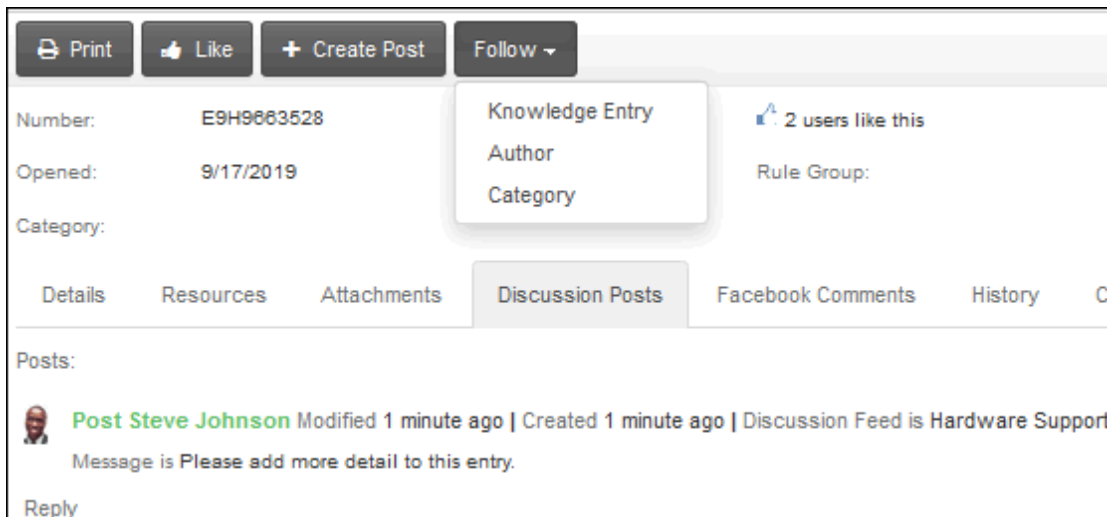 Print Like + Create Post Follow
Knowledge Entry
Author
Category
Number: E9H9663528 2 users like this
Opened: 9/17/2019 Rule Group:
Category:
Details Resources Attachments Discussion Posts Facebook Comments History
Posts:
Post Steve Johnson Modified 1 minute ago | Created 1 minute ago | Discussion Feed is Hardware Support
Message is Please add more detail to this entry.
Reply